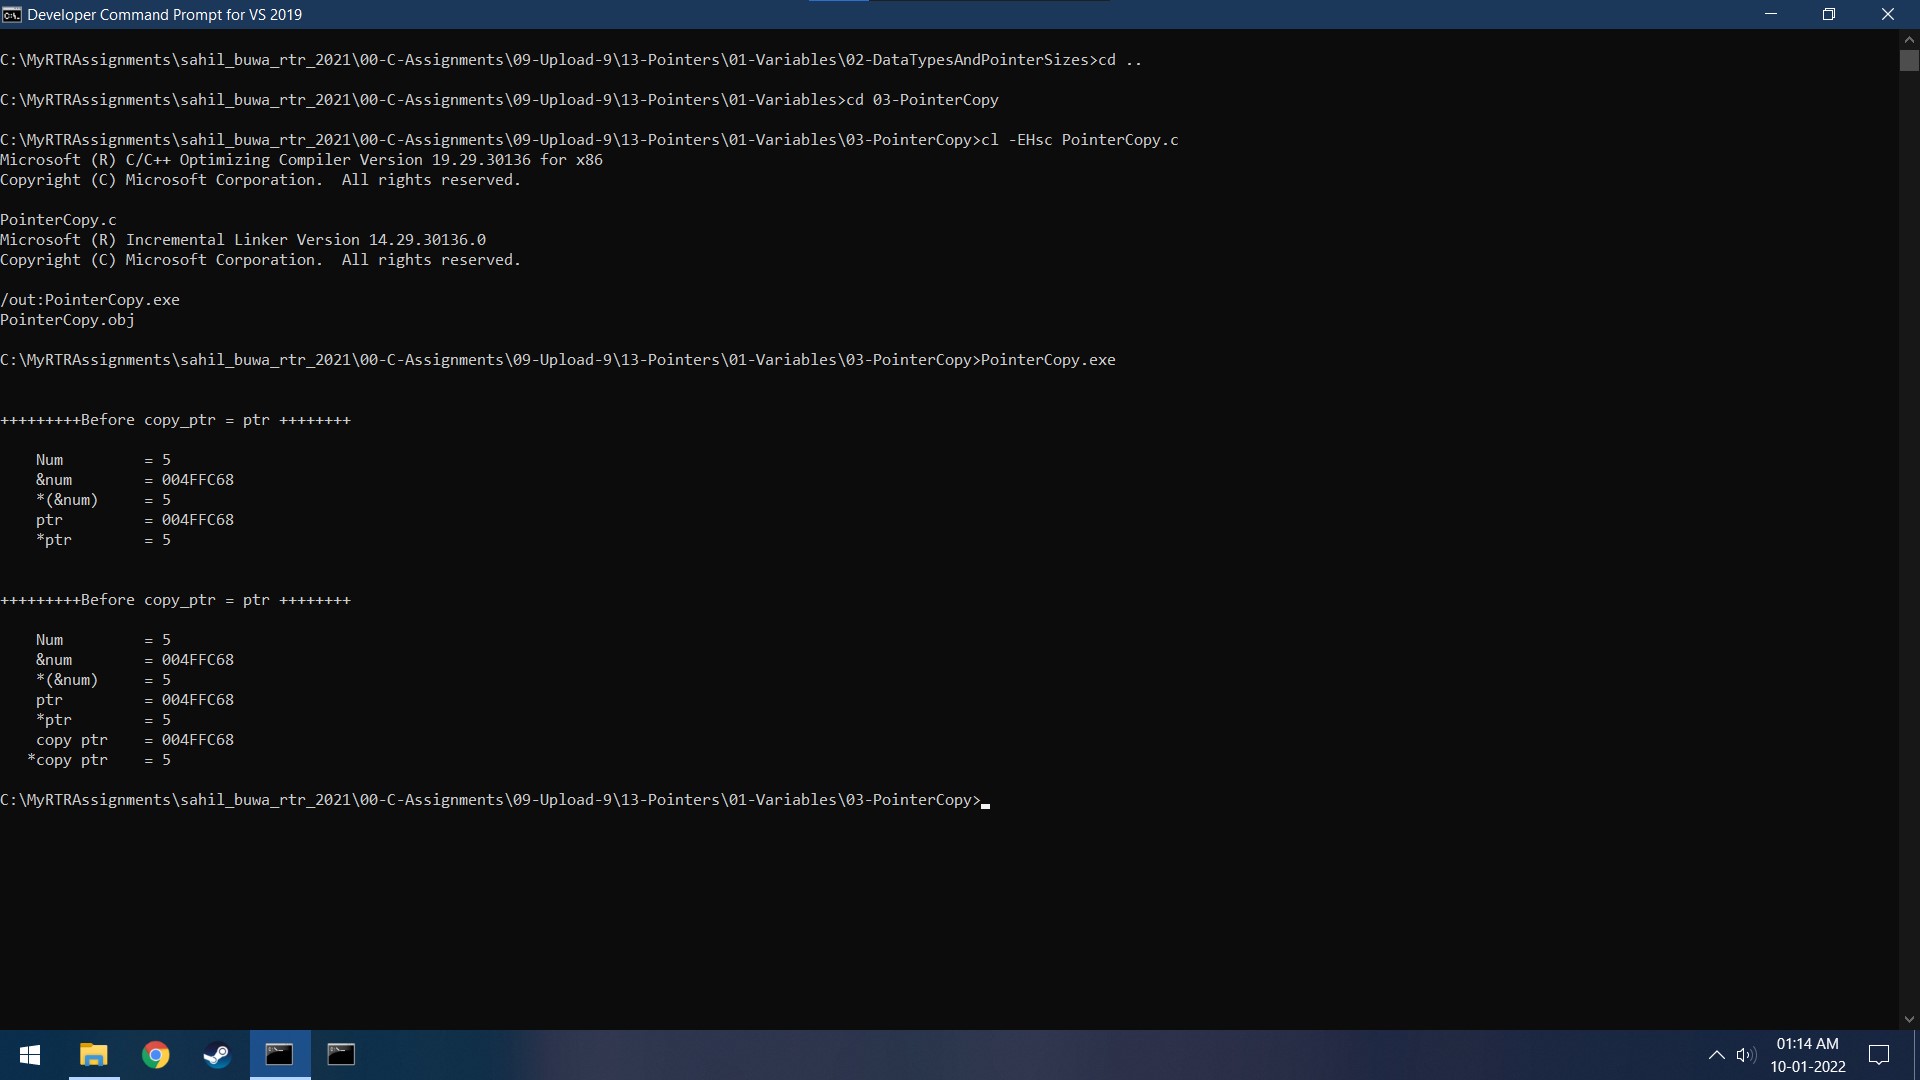 Developer Command Prompt for VS 2019
C:\MyRTRAssignments\sahil_buwa_rtr_2021\00-C-Assignments\09-Upload-9\13-Pointers\01-Variables\02-DataTypesAndPointerSizes>cd ..
C:\MyRTRAssignments\sahil_buwa_rtr_2021\00-C-Assignments\09-Upload-9\13-Pointers\01-Variables>cd 03-PointerCopy
C:\MyRTRAssignments\sahil_buwa_rtr_2021\00-C-Assignments\09-Upload-9\13-Pointers\01-Variables\03-PointerCopy>cl -EHsc PointerCopy.c
Microsoft (R) C/C++ Optimizing Compiler Version 19.29.30136 for x86
Copyright (C) Microsoft Corporation.  All rights reserved.
PointerCopy.c
Microsoft (R) Incremental Linker Version 14.29.30136.0
Copyright (C) Microsoft Corporation.  All rights reserved.
/out:PointerCopy.exe
PointerCopy.obj
C:\MyRTRAssignments\sahil_buwa_rtr_2021\00-C-Assignments\09-Upload-9\13-Pointers\01-Variables\03-PointerCopy>PointerCopy.exe
+++++++++Before copy_ptr = ptr ++++++++
Num         = 5
&num        = 004FFC68
*(&num)     = 5
ptr         = 004FFC68
*ptr        = 5
+++++++++Before copy_ptr = ptr ++++++++
Num         = 5
&num        = 004FFC68
*(&num)     = 5
ptr         = 004FFC68
*ptr        = 5
copy ptr    = 004FFC68
*copy ptr    = 5
C:\MyRTRAssignments\sahil_buwa_rtr_2021\00-C-Assignments\09-Upload-9\13-Pointers\01-Variables\03-PointerCopy>
01:14 AM
10-01-2022